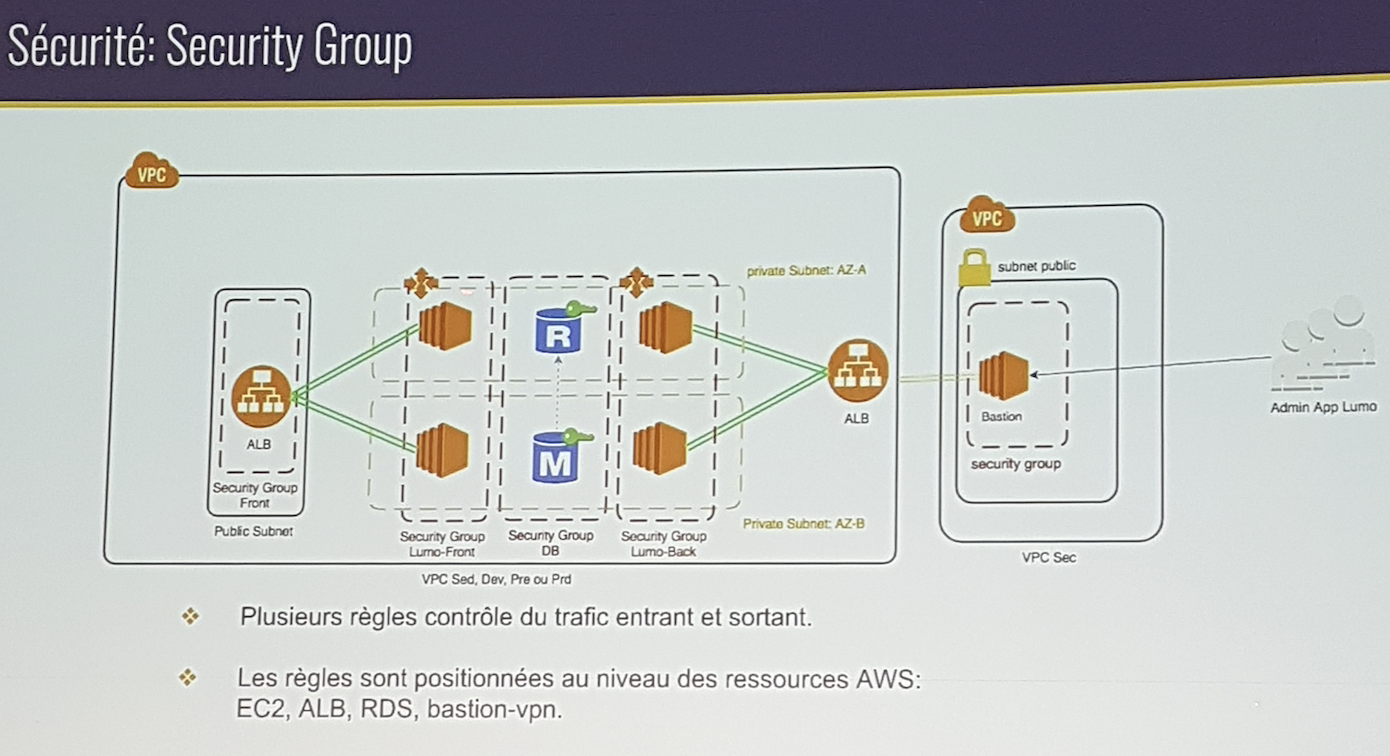 Sécurité: Security Group
VPC
VPC
private Subnet: AZ-A
subnet public
R
M
ALB
ALB
Bastion
Admin App Lumo
security group
Security Group
Front
Public Subnet
Private Subnet: AZ-B
Security Group
Lumo-Front
Security Group
DB
Security Group
Lumo-Back
VPC Sec
VPC Sed, Dev, Pre ou Prd
Plusieurs règles contrôle du trafic entrant et sortant.
Les règles sont positionnées au niveau des ressources AWS:
EC2, ALB, RDS, bastion-vpn.